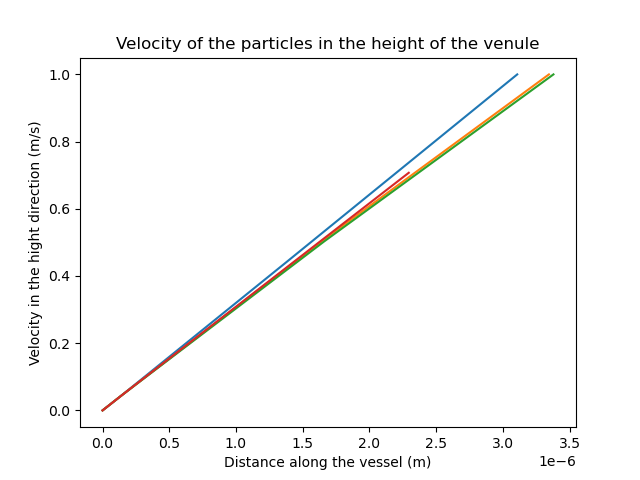 Velocity of the particles in the height of the venule
Velocity in the hight direction (m/s)
1.0
0.8
0.6
0.4
0.2
0.0
0.0 0.5 1.0 1.5 2.0 2.5 3.0 3.5
1e−6
Distance along the vessel (m)